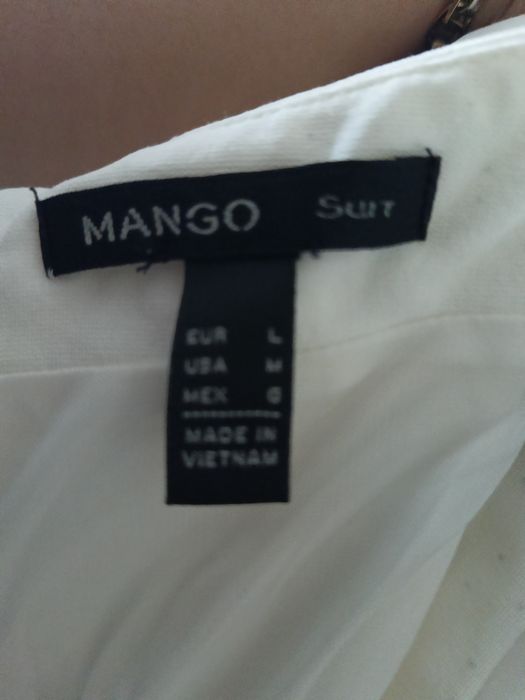 MANGO Suit
EUR L
USA M
MEX G
MADE IN
VIETNAM